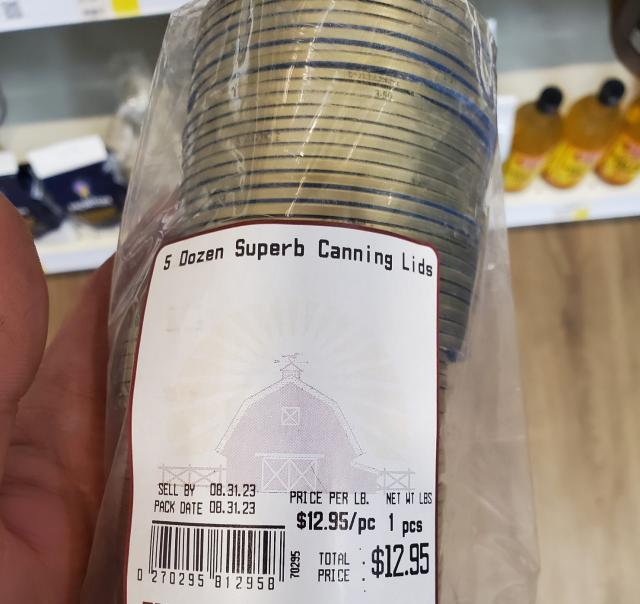 5 Dozen Superb Canning Lids
SELL BY 08.31.23
PACK DATE 08.31.23
PRICE PER LB. NET WT LBS
$12.95/pc 1 pcs
TOTAL PRICE : $12.95
0 270295 812958
70295